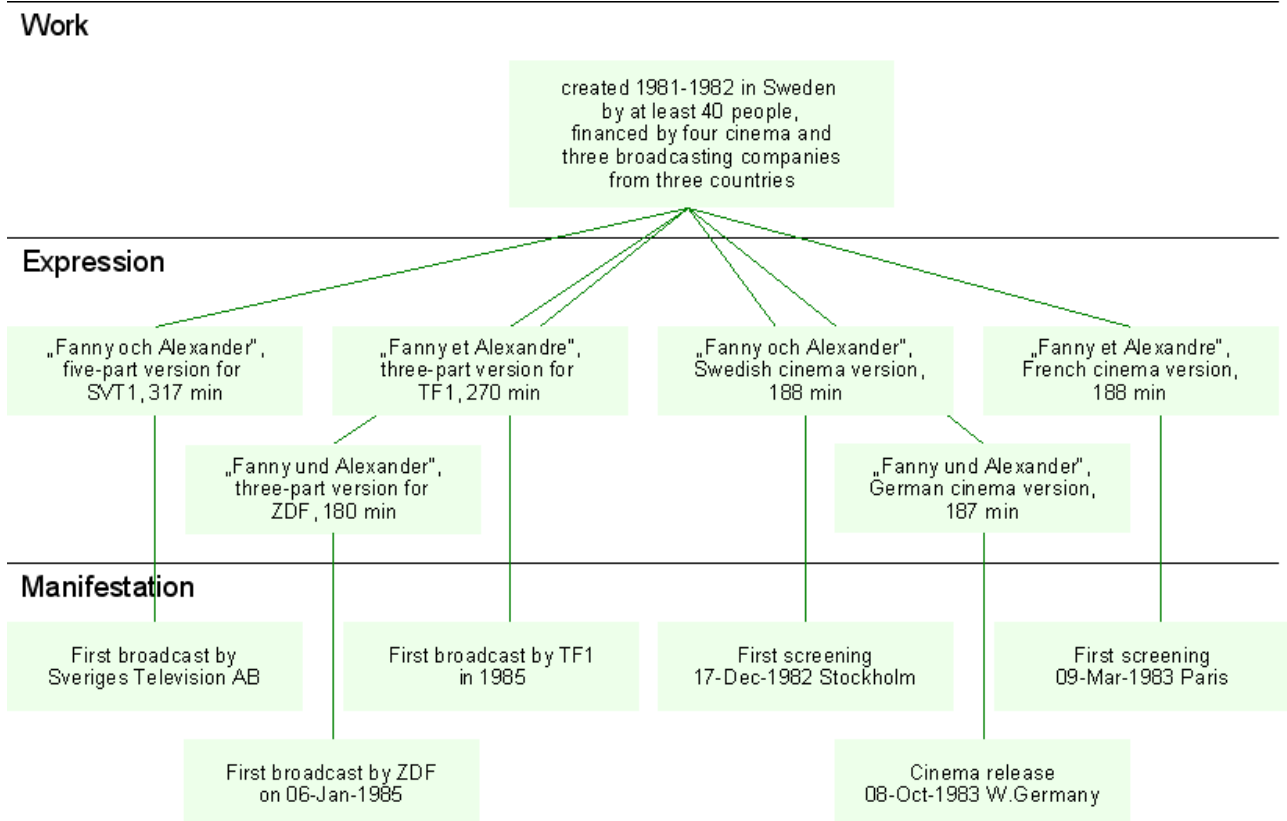 Work
created 1981-1982 in Sweden
by at least 40 people,
financed by four cinema and
three broadcasting companies
from three countries
Expression
„Fanny och Alexander",
five-part version for
SVT1, 317 min
„Fanny et Alexandre",
three-part version for
TF1, 270 min
„Fanny och Alexander",
Swedish cinema version,
188 min
„Fanny et Alexandre",
French cinema version,
188 min
„Fanny und Alexander",
three-part version for
ZDF, 180 min
„Fanny und Alexander",
German cinema version,
187 min
Manifestation
First broadcast by
Sveriges Television AB
First broadcast by TF1
in 1985
First screening
17-Dec-1982 Stockholm
First screening
09-Mar-1983 Paris
First broadcast by ZDF
on 06-Jan-1985
Cinema release
08-Oct-1983 W.Germany